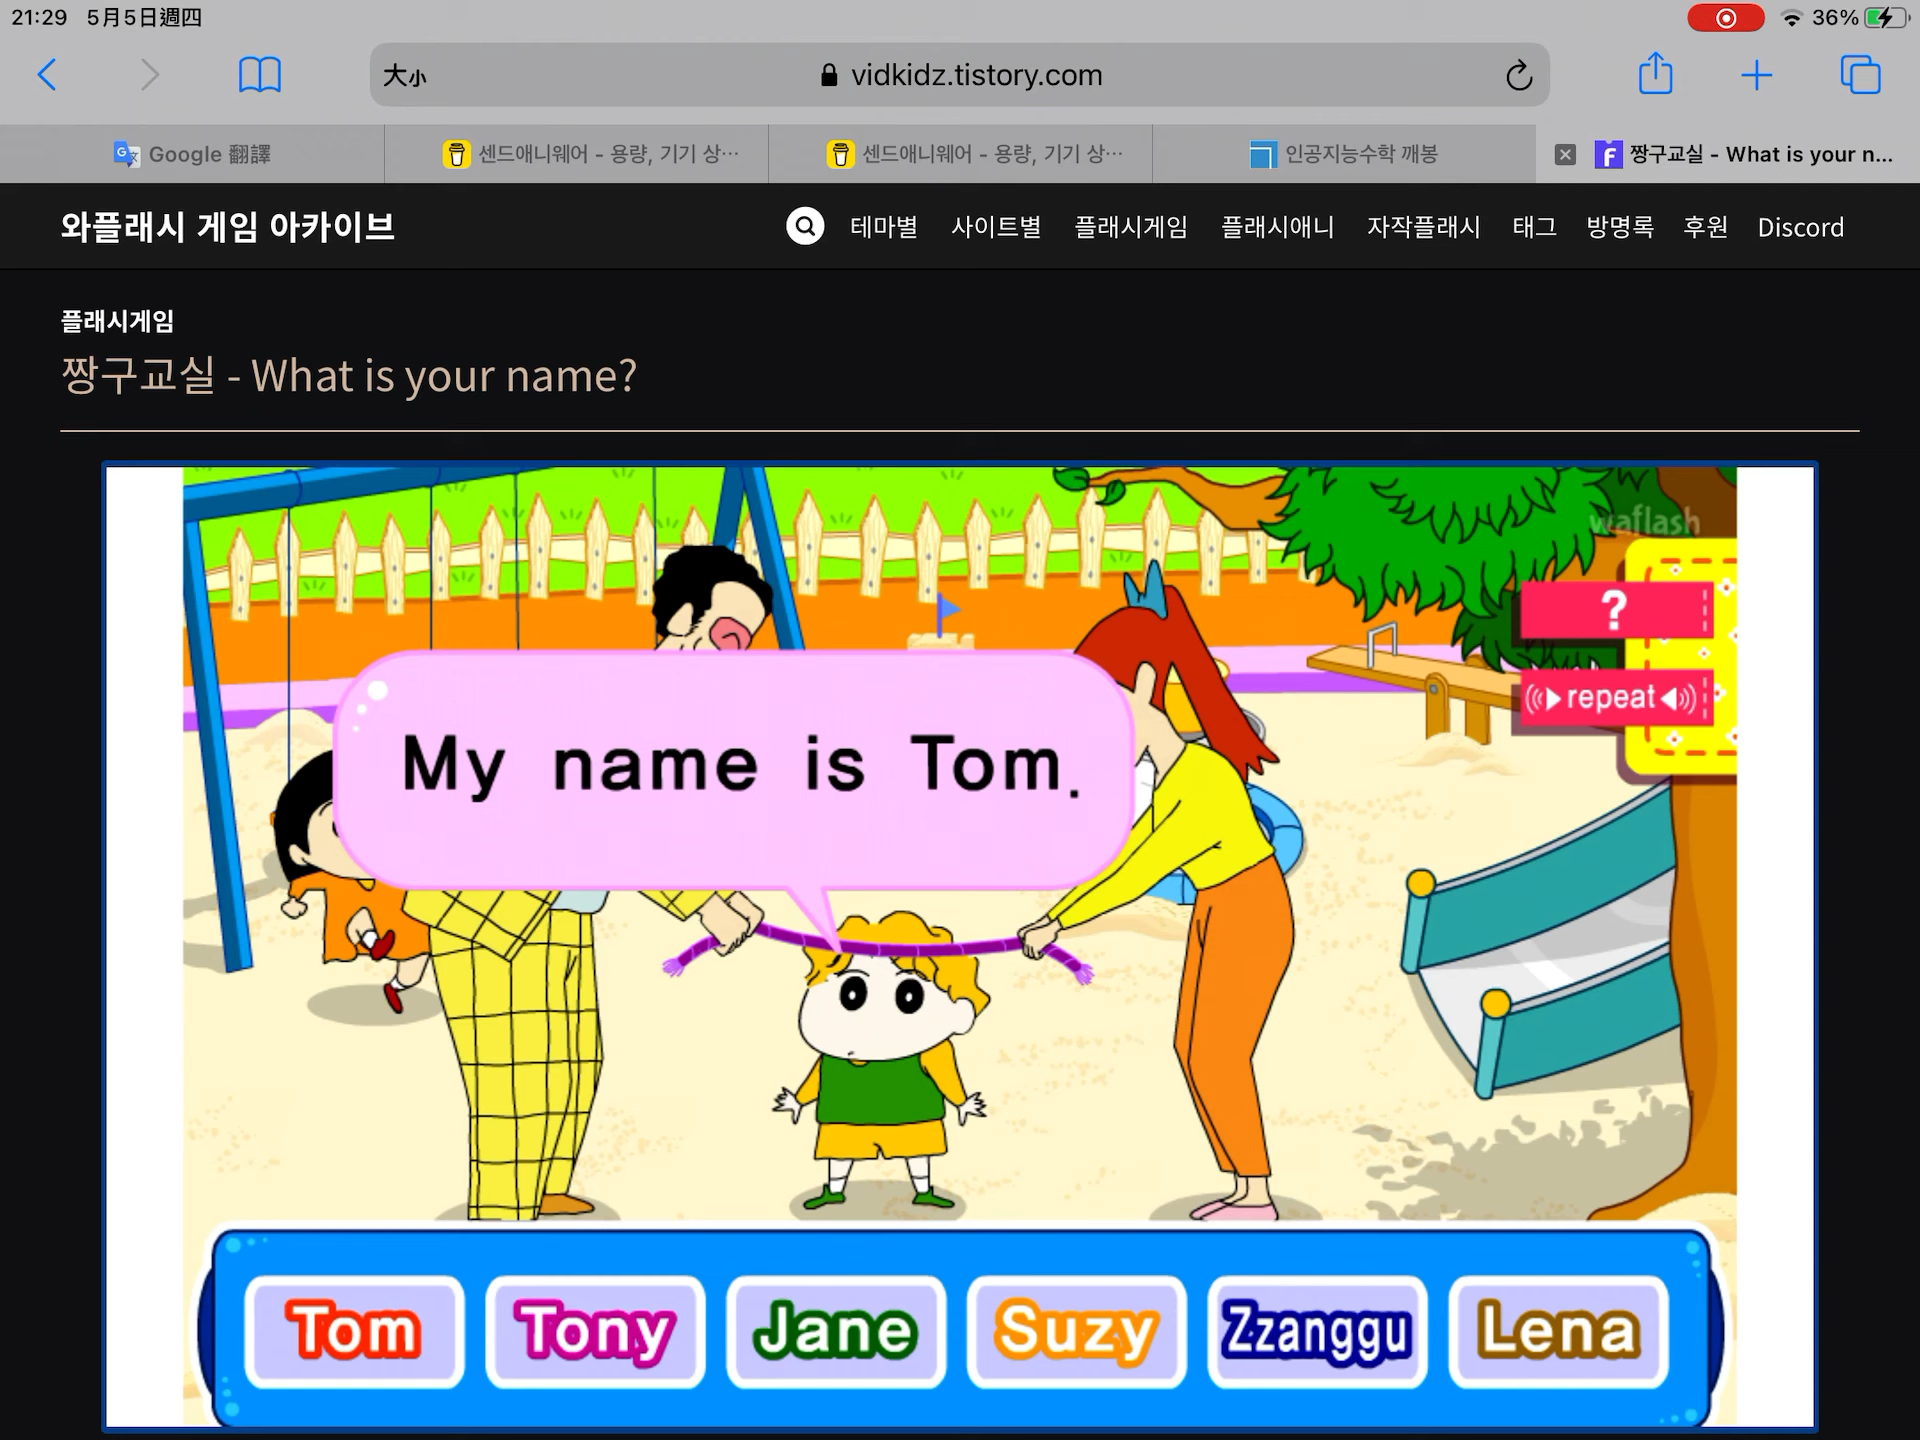 21:29 5月5日週四
36%
大小 vidkidz.tistory.com
Google 翻譯
센드애니웨어 - 용량, 기기 상…
센드애니웨어 - 용량, 기기 상…
인공지능수학 깨봉
짱구교실 - What is your n...
와플래시 게임 아카이브
테마별 사이트별 플래시게임 플래시애니 자작플래시 태그 방명록 후원 Discord
플래시게임
짱구교실 - What is your name?
waflash
?
repeat
My name is Tom.
Tom Tony Jane Suzy Zzanggu Lena